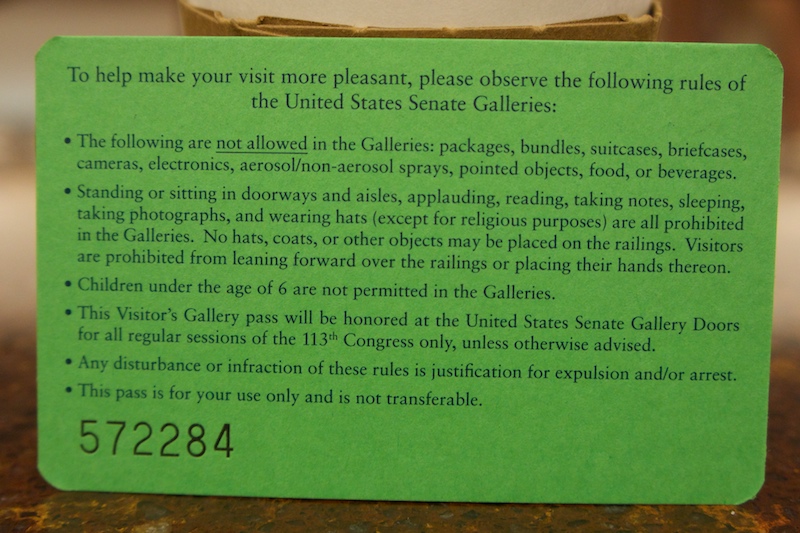 To help make your visit more pleasant, please observe the following rules of
the United States Senate Galleries:
• The following are not allowed in the Galleries: packages, bundles, suitcases, briefcases,
cameras, electronics, aerosol/non-aerosol sprays, pointed objects, food, or beverages.
• Standing or sitting in doorways and aisles, applauding, reading, taking notes, sleeping,
taking photographs, and wearing hats (except for religious purposes) are all prohibited
in the Galleries. No hats, coats, or other objects may be placed on the railings. Visitors
are prohibited from leaning forward over the railings or placing their hands thereon.
• Children under the age of 6 are not permitted in the Galleries.
• This Visitor's Gallery pass will be honored at the United States Senate Gallery Doors
for all regular sessions of the 113th Congress only, unless otherwise advised.
• Any disturbance or infraction of these rules is justification for expulsion and/or arrest.
• This pass is for your use only and is not transferable.
572284